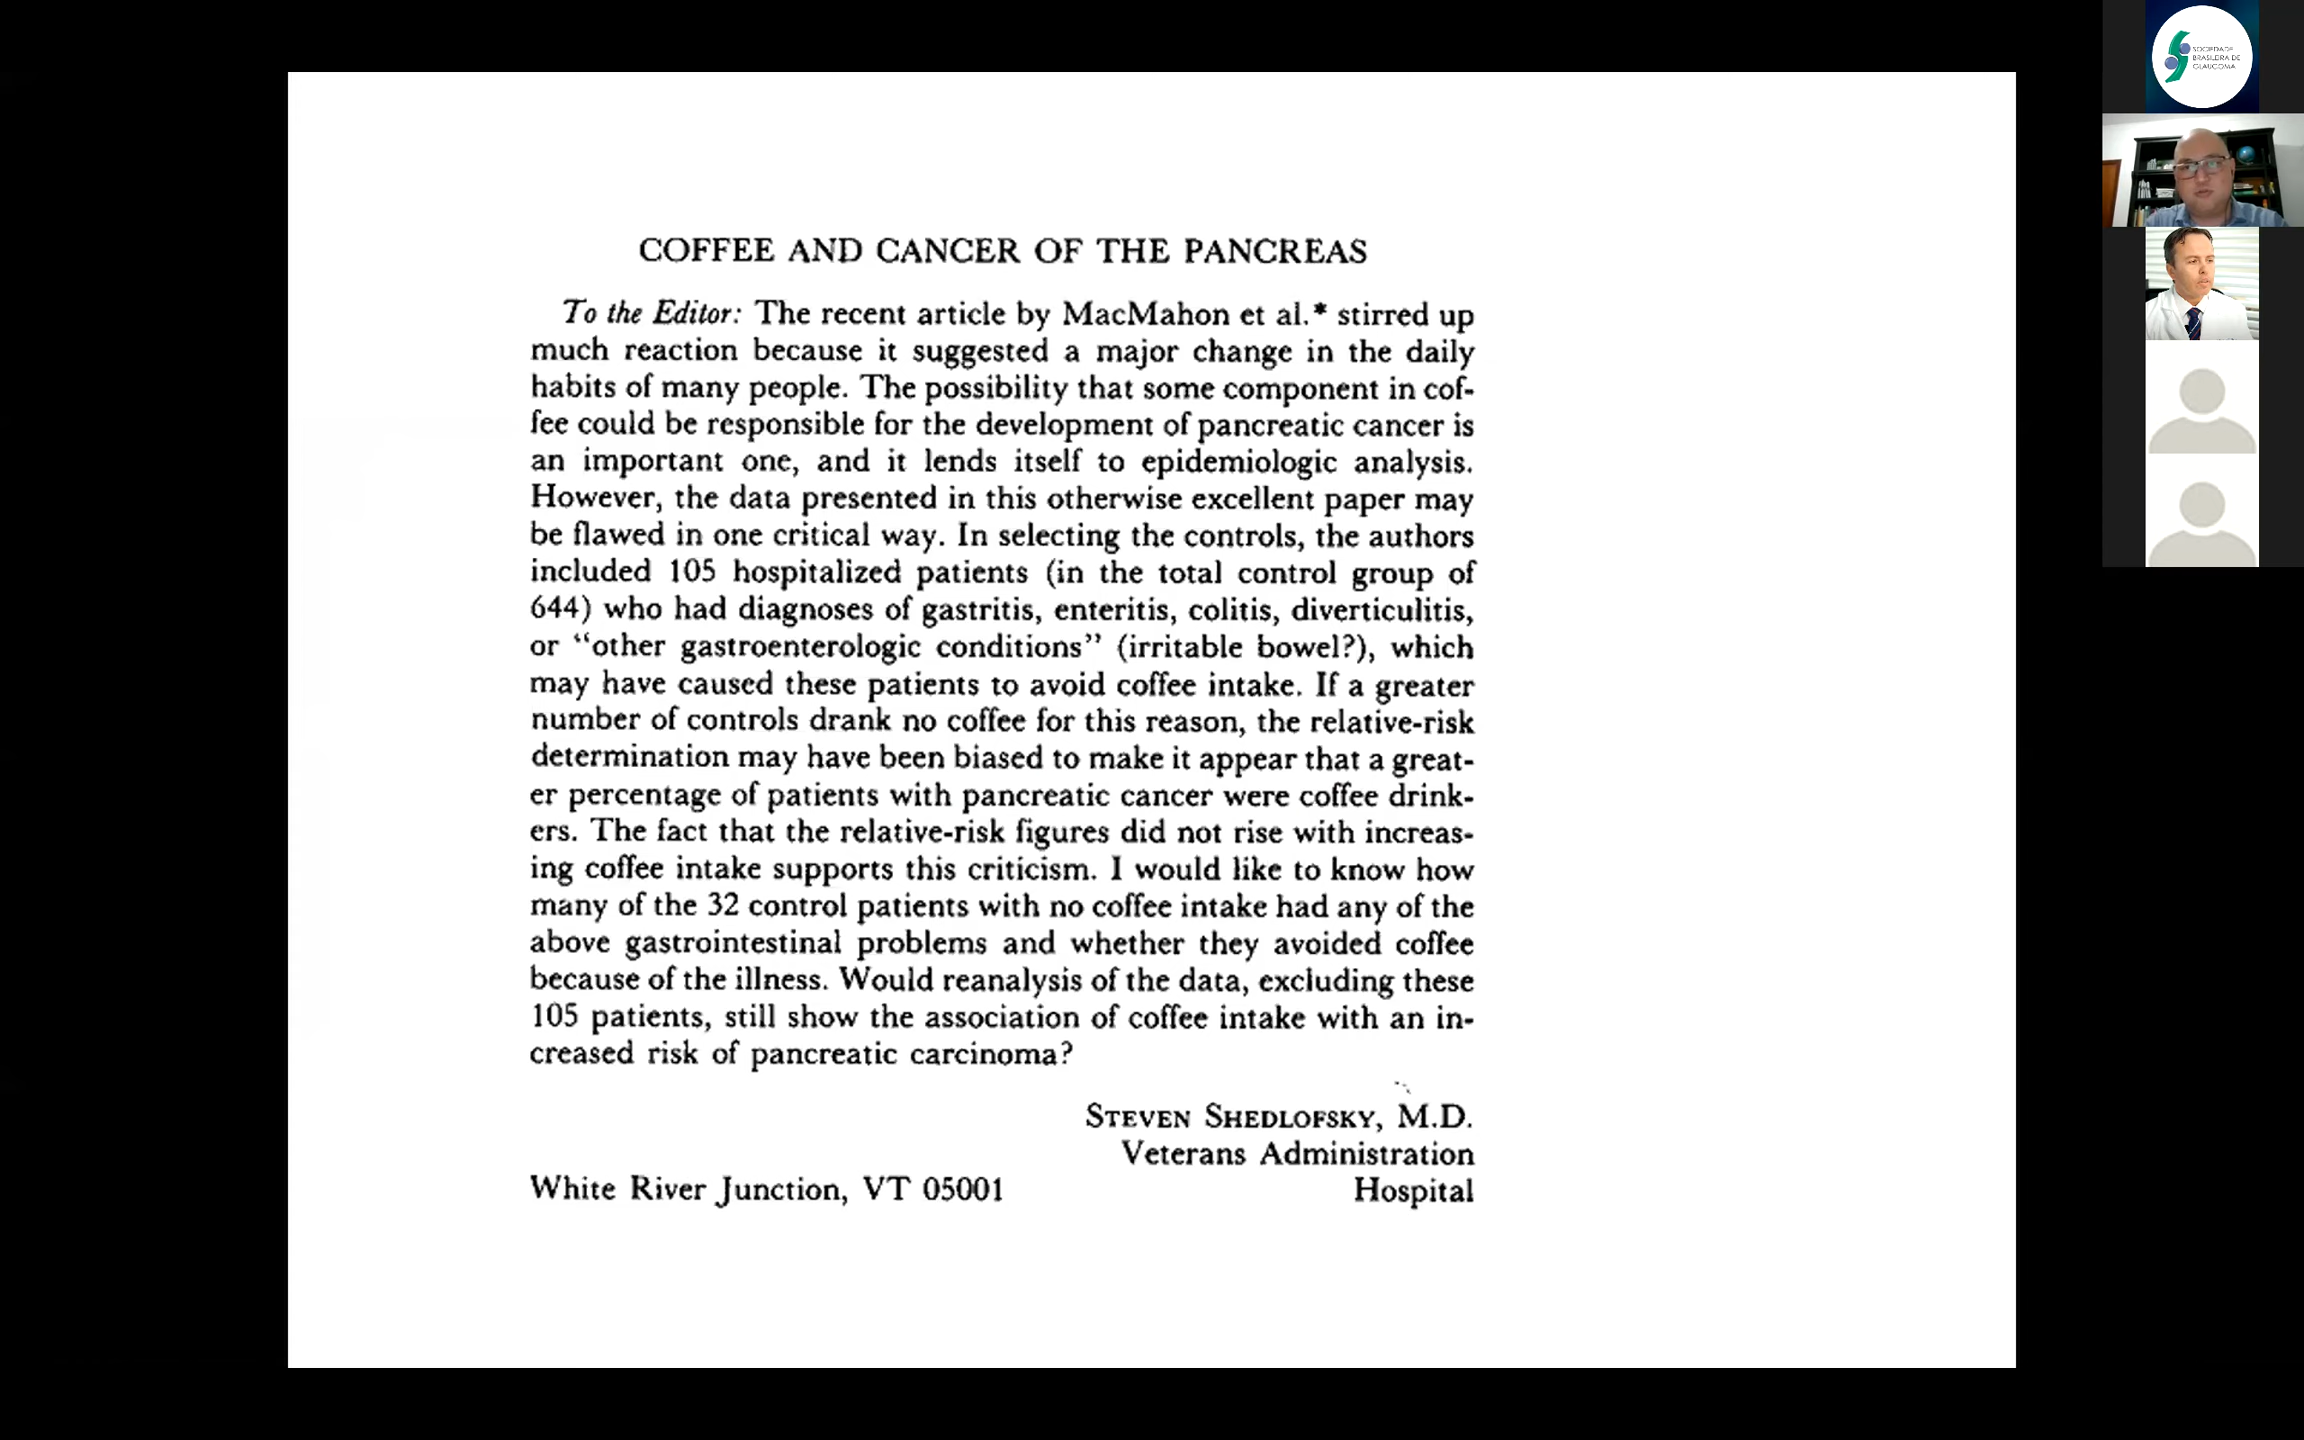 COFFEE AND CANCER OF THE PANCREAS
To the Editor: The recent article by MacMahon et al.* stirred up
much reaction because it suggested a major change in the daily
habits of many people. The possibility that some component in cof-
fee could be responsible for the development of pancreatic cancer is
an important one, and it lends itself to epidemiologic analysis.
However, the data presented in this otherwise excellent paper may
be flawed in one critical way. In selecting the controls, the authors
included 105 hospitalized patients (in the total control group of
644) who had diagnoses of gastritis, enteritis, colitis, diverticulitis,
or “other gastroenterologic conditions” (irritable bowel?), which
may have caused these patients to avoid coffee intake. If a greater
number of controls drank no coffee for this reason, the relative-risk
determination may have been biased to make it appear that a great-
er percentage of patients with pancreatic cancer were coffee drink-
ers. The fact that the relative-risk figures did not rise with increas-
ing coffee intake supports this criticism. I would like to know how
many of the 32 control patients with no coffee intake had any of the
above gastrointestinal problems and whether they avoided coffee
because of the illness. Would reanalysis of the data, excluding these
105 patients, still show the association of coffee intake with an in-
creased risk of pancreatic carcinoma?
STEVEN SHEDLOFSKY, M.D.
Veterans Administration
White River Junction, VT 05001 Hospital
SOCIEDADE
BRASILEIRA DE
GLAUCOMA